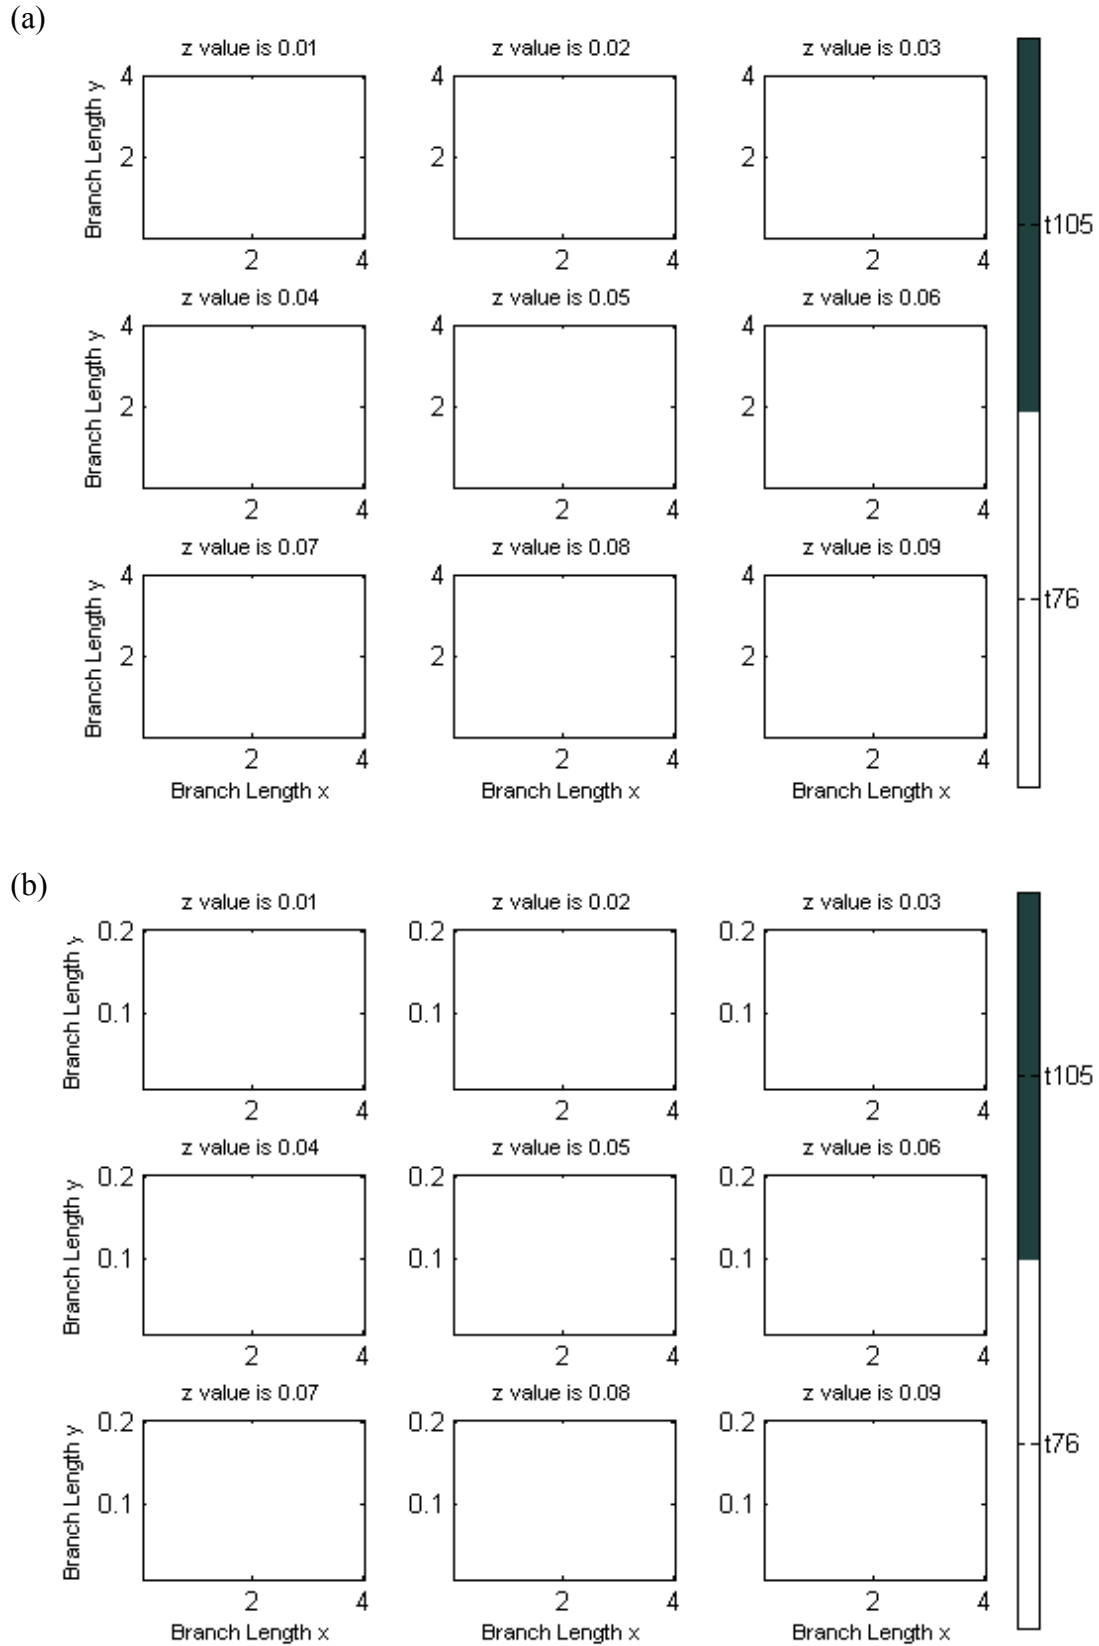 (a)
z value is 0.01 z value is 0.02 z value is 0.03
4 4 4
Branch Length y
2 2 2
t105
2 4 2 4 2 4
z value is 0.04 z value is 0.05 z value is 0.06
4 4 4
Branch Length y
2 2 2
2 4 2 4 2 4
z value is 0.07 z value is 0.08 z value is 0.09
4 4 4
Branch Length y
t76
2 2 2
2 4 2 4 2 4
Branch Length x Branch Length x Branch Length x
(b)
z value is 0.01 z value is 0.02 z value is 0.03
0.2 0.2 0.2
Branch Length y
0.1 0.1 0.1
t105
2 4 2 4 2 4
z value is 0.04 z value is 0.05 z value is 0.06
0.2 0.2 0.2
Branch Length y
0.1 0.1 0.1
2 4 2 4 2 4
z value is 0.07 z value is 0.08 z value is 0.09
0.2 0.2 0.2
Branch Length y
t76
0.1 0.1 0.1
2 4 2 4 2 4
Branch Length x Branch Length x Branch Length x